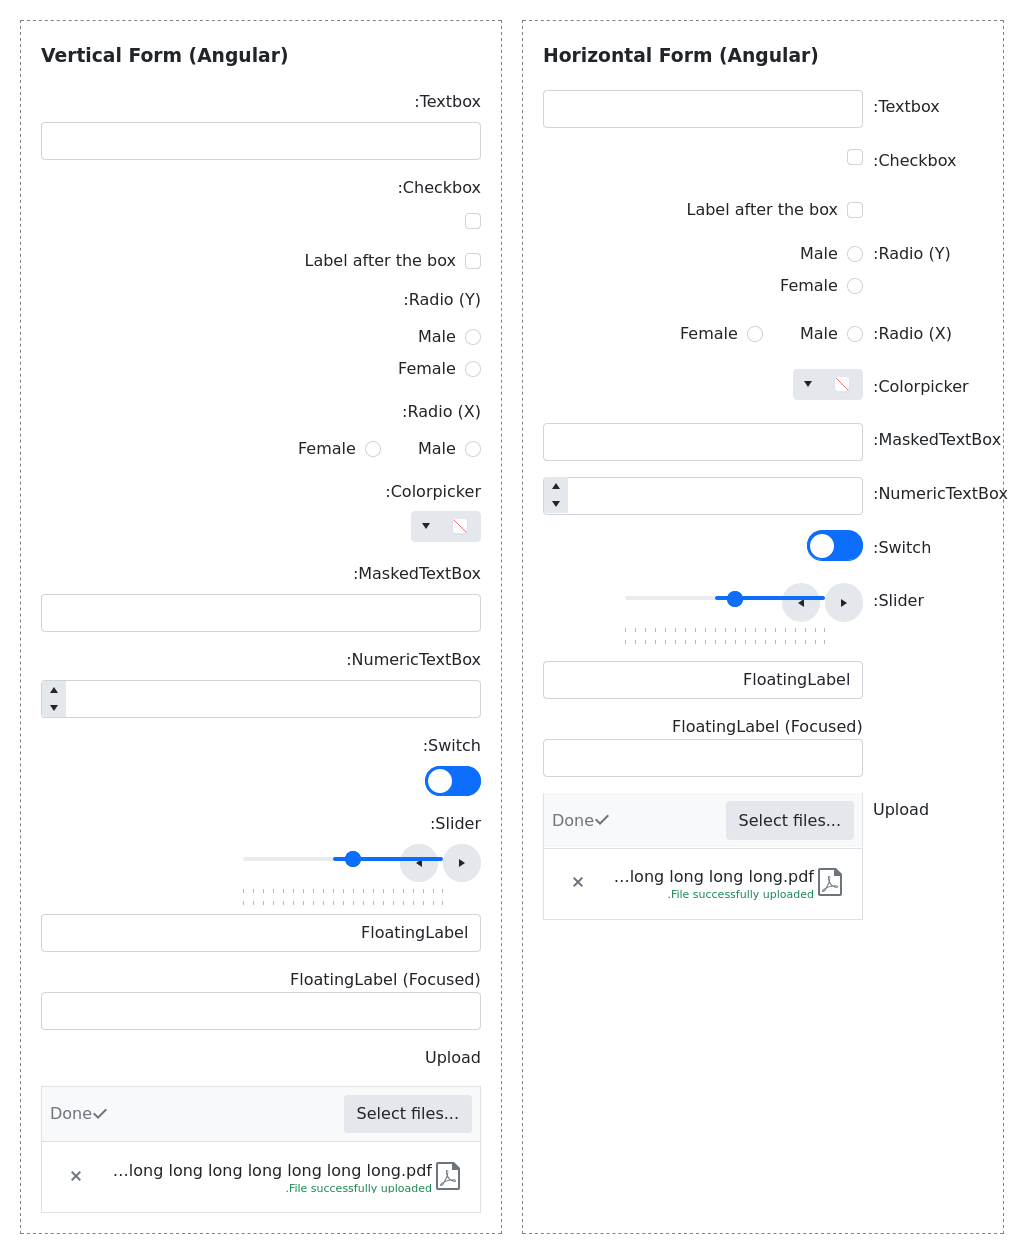 Vertical Form (Angular)
:Textbox
:Checkbox
Label after the box
:Radio (Y)
Male
Female
:Radio (X)
Female Male
:Colorpicker
:MaskedTextBox
:NumericTextBox
:Switch
:Slider
FloatingLabel
FloatingLabel (Focused)
Upload
Done Select files...
...long long long long long long long.pdf
.File successfully uploaded
Horizontal Form (Angular)
:Textbox
:Checkbox
Label after the box
Male :Radio (Y)
Female
Female Male :Radio (X)
:Colorpicker
:MaskedTextBox
:NumericTextBox
:Switch
:Slider
FloatingLabel
FloatingLabel (Focused)
Upload
Done Select files...
...long long long long.pdf
.File successfully uploaded